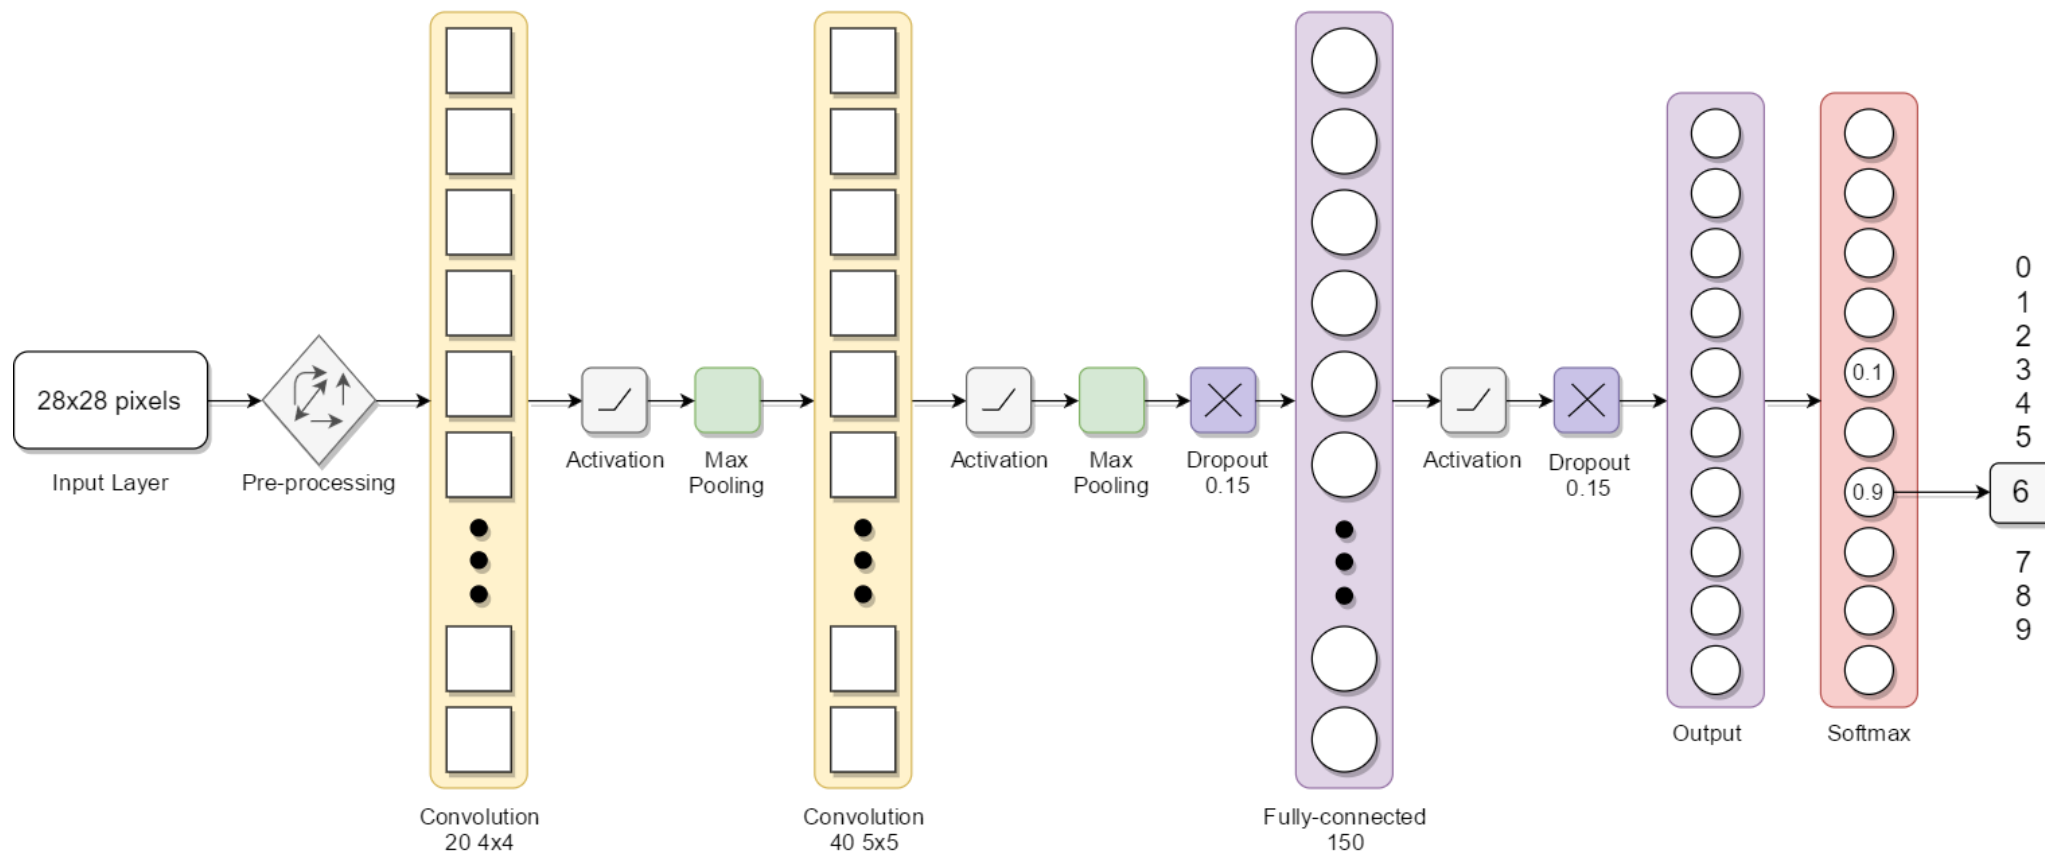 28x28 pixels
Input Layer
Pre-processing
Convolution
20 4x4
Activation
Max
Pooling
Convolution
40 5x5
Activation
Max
Pooling
Dropout
0.15
Fully-connected
150
Activation
Dropout
0.15
Output
0.1
0.9
Softmax
0
1
2
3
4
5
6
7
8
9